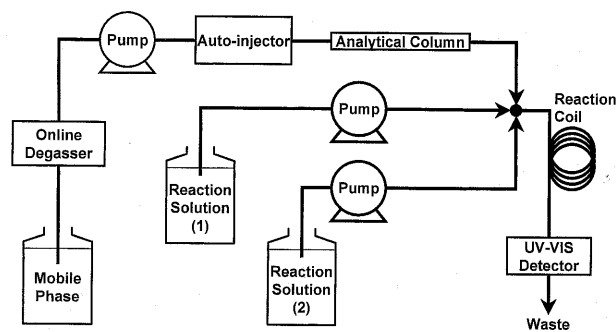 Pump
Auto-injector
Analytical Column
Online
Degasser
Mobile
Phase
Pump
Reaction
Solution
(1)
Pump
Reaction
Solution
(2)
Reaction
Coil
UV-VIS
Detector
Waste